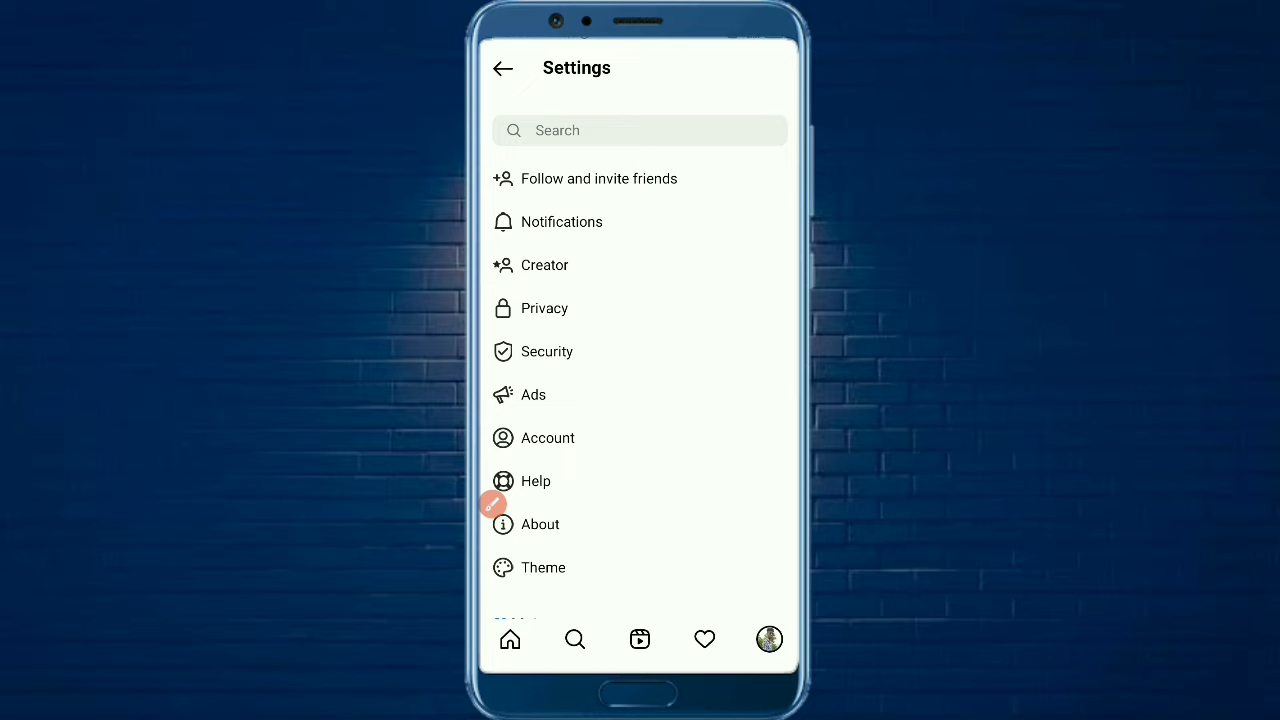 Settings
Search
Follow and invite friends
Notifications
Creator
Privacy
Security
Ads
Account
Help
About
Theme